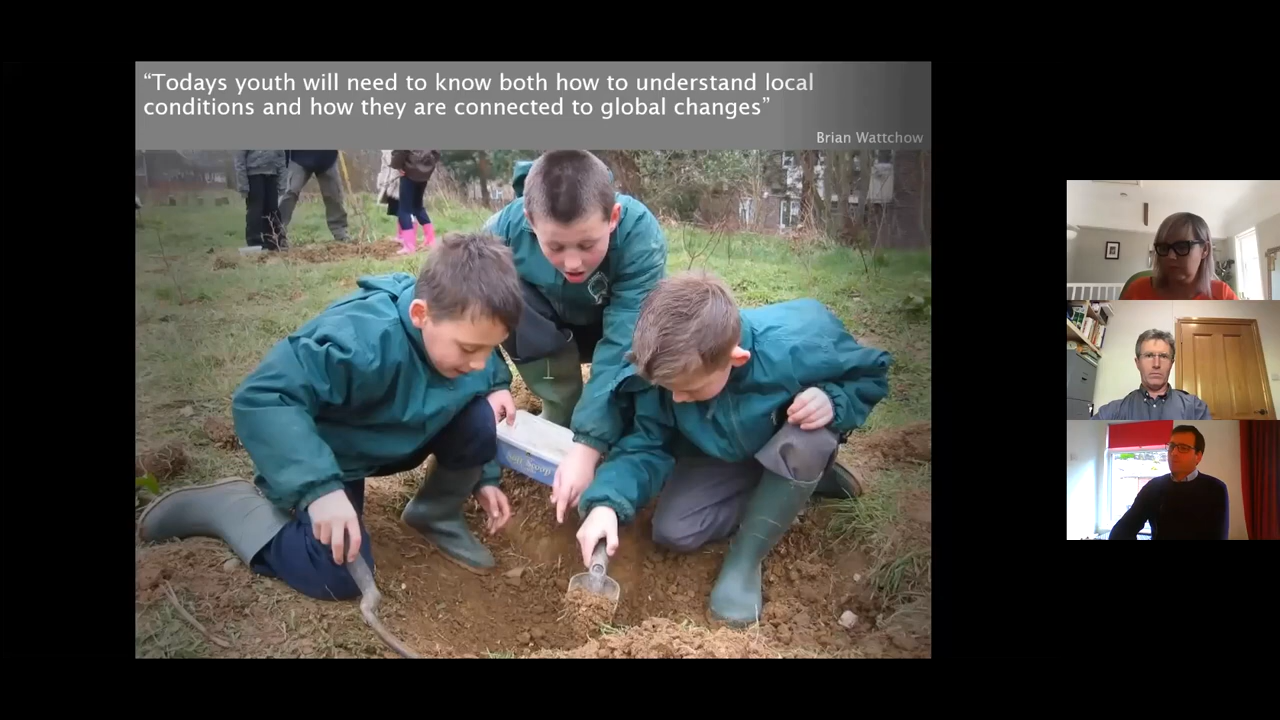 “Todays youth will need to know both how to understand local
conditions and how they are connected to global changes”
Brian Wattchow